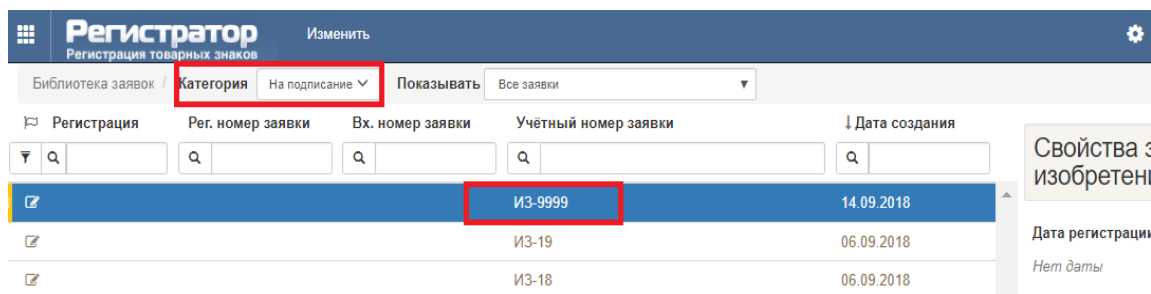 Регистратор Изменить
Регистрация товарных знаков
Библиотека заявок / Категория На подписание Показывать Все заявки
Регистрация Рег. номер заявки Вх. номер заявки Учётный номер заявки Дата создания
Свойства з
изобретени
ИЗ-9999 14.09.2018
ИЗ-19 06.09.2018
Дата регистрации
Нет даты
ИЗ-18 06.09.2018